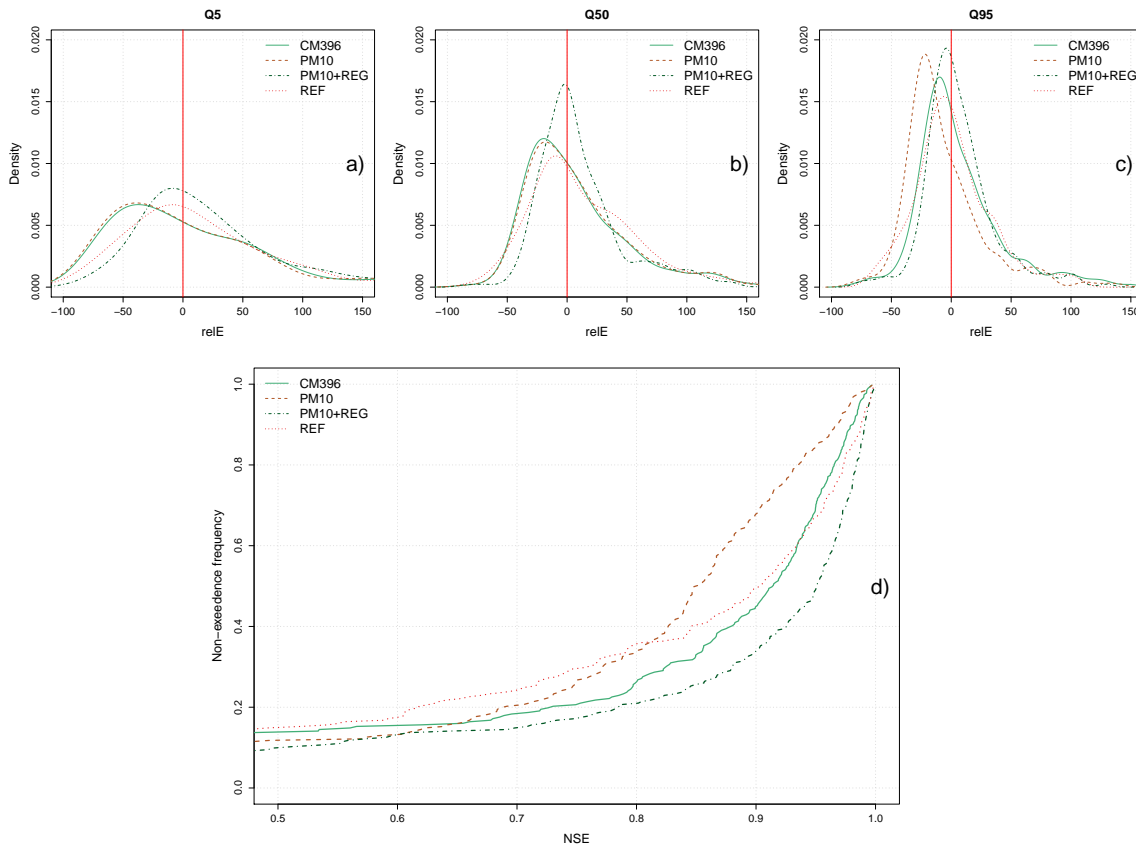 Q5
0.020
0.015
0.010
0.005
0.000
Density
−100
−50
0
50
100
150
relE
CM396
PM10
PM10+REG
REF
a)
Q50
0.020
0.015
0.010
0.005
0.000
Density
−100
−50
0
50
100
150
relE
CM396
PM10
PM10+REG
REF
b)
Q95
0.020
0.015
0.010
0.005
0.000
Density
−100
−50
0
50
100
150
relE
CM396
PM10
PM10+REG
REF
c)
CM396
PM10
PM10+REG
REF
1.0
0.8
0.6
0.4
0.2
0.0
Non−exeedence frequency
d)
0.5
0.6
0.7
0.8
0.9
1.0
NSE